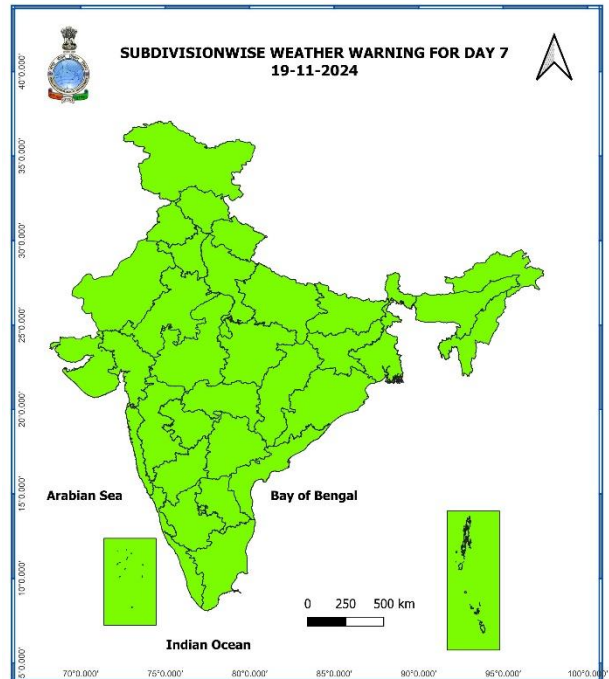 SUBDIVISIONWISE WEATHER WARNING FOR DAY 7
19-11-2024
40°0.000'
35°0.000'
30°0.000'
25°0.000'
20°0.000'
15°0.000'
10°0.000'
5°0.000'
Arabian Sea
Bay of Bengal
0 250 500 km
Indian Ocean
70°0.000' 75°0.000' 80°0.000' 85°0.000' 90°0.000' 95°0.000' 100°0.000'